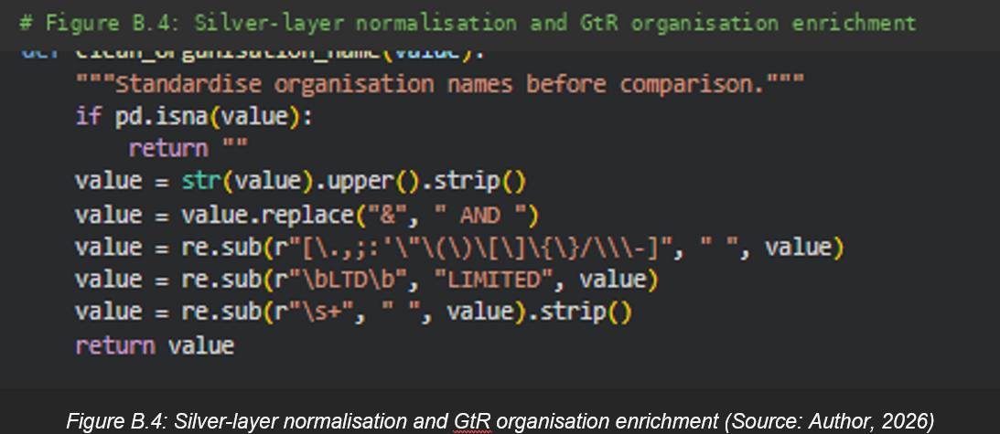 # Figure B.4: Silver-layer normalisation and GtR organisation enrichment
def clean_organisation_name(value):
"""Standardise organisation names before comparison."""
if pd.isna(value):
return ""
value = str(value).upper().strip()
value = value.replace("&", " AND ")
value = re.sub(r"[\.,;:'\"\(\)\[\]\{\}/\\\-]", " ", value)
value = re.sub(r"\bLTD\b", "LIMITED", value)
value = re.sub(r"\s+", " ", value).strip()
return value
Figure B.4: Silver-layer normalisation and GtR organisation enrichment (Source: Author, 2026)